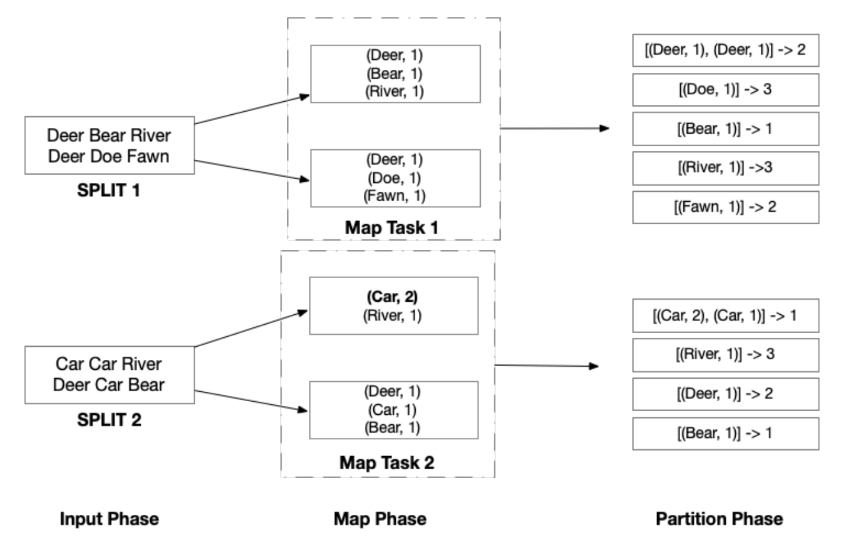 Deer Bear River
Deer Doe Fawn
SPLIT 1
(Deer, 1)
(Bear, 1)
(River, 1)
(Deer, 1)
(Doe, 1)
(Fawn, 1)
Map Task 1
[(Deer, 1), (Deer, 1)] -> 2
[(Doe, 1)] -> 3
[(Bear, 1)] -> 1
[(River, 1)] ->3
[(Fawn, 1)] -> 2
Car Car River
Deer Car Bear
SPLIT 2
(Car, 2)
(River, 1)
(Deer, 1)
(Car, 1)
(Bear, 1)
Map Task 2
[(Car, 2), (Car, 1)] -> 1
[(River, 1)] -> 3
[(Deer, 1)] -> 2
[(Bear, 1)] -> 1
Input Phase
Map Phase
Partition Phase